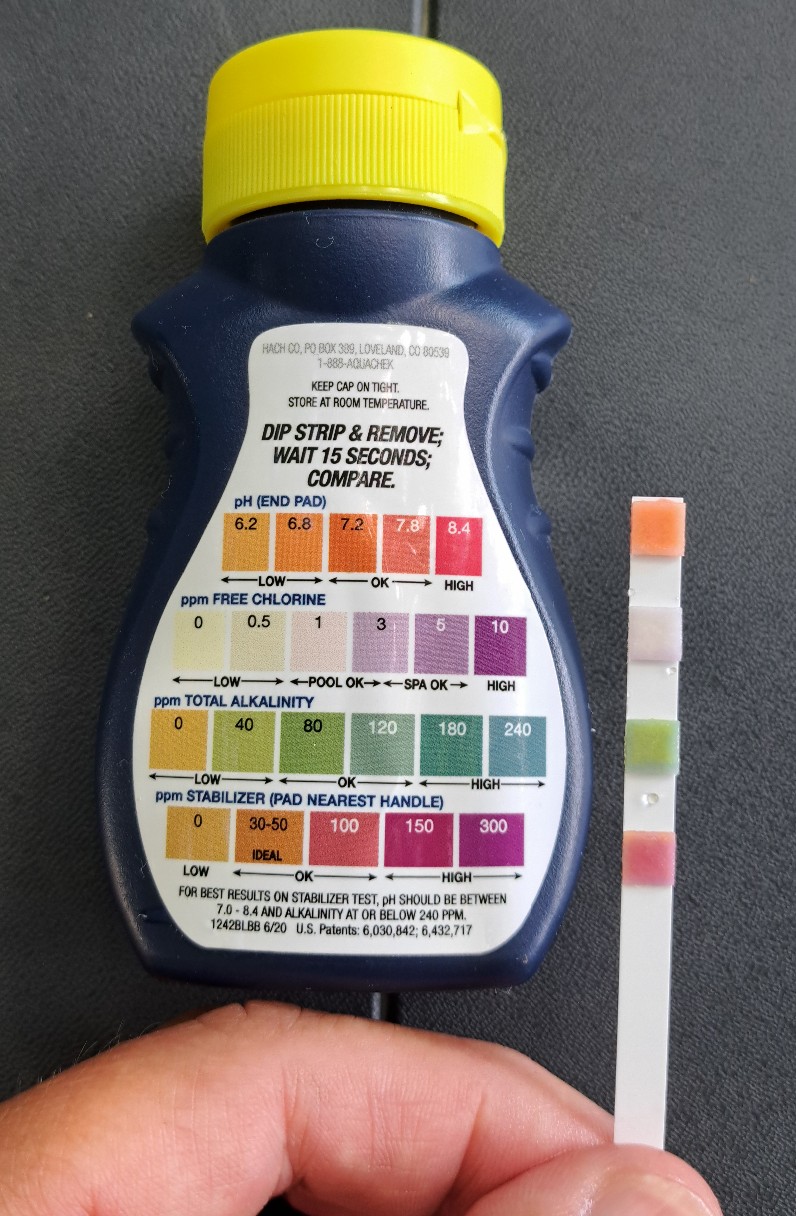 HACH CO, PO BOX 389, LOVELAND, CO 80539
1-888-AQUACHEK
KEEP CAP ON TIGHT.
STORE AT ROOM TEMPERATURE.
DIP STRIP & REMOVE;
WAIT 15 SECONDS;
COMPARE.
pH (END PAD)
6.2 6.8 7.2 7.8 8.4
LOW OK HIGH
ppm FREE CHLORINE
0 0.5 1 3 5 10
LOW POOL OK SPA OK HIGH
ppm TOTAL ALKALINITY
0 40 80 120 180 240
LOW OK HIGH
ppm STABILIZER (PAD NEAREST HANDLE)
0 30-50 100 150 300
IDEAL
LOW OK HIGH
FOR BEST RESULTS ON STABILIZER TEST, pH SHOULD BE BETWEEN
7.0 - 8.4 AND ALKALINITY AT OR BELOW 240 PPM.
1242BLBB 6/20 U.S. Patents: 6,030,842; 6,432,717